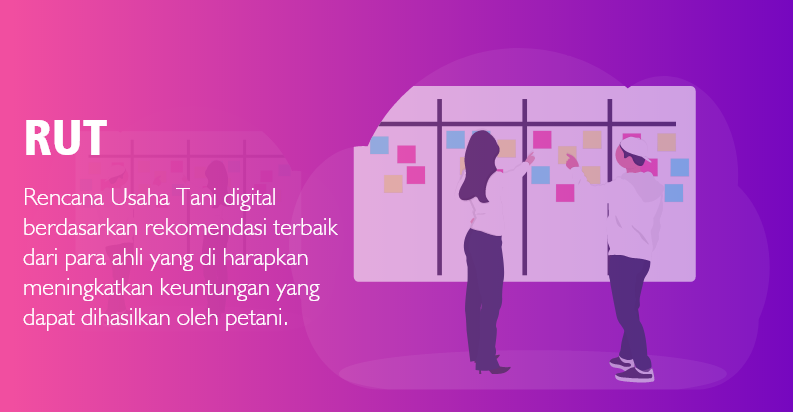 RUT
Rencana Usaha Tani digital
berdasarkan rekomendasi terbaik
dari para ahli yang di harapkan
meningkatkan keuntungan yang
dapat dihasilkan oleh petani.